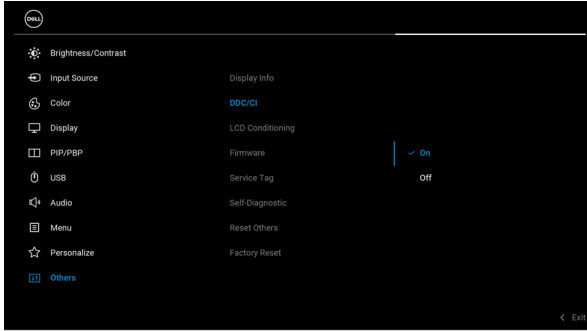 DELL
Brightness/Contrast
Input Source
Display Info
Color
DDC/CI
Display
LCD Conditioning
PIP/PBP
Firmware
On
USB
Service Tag
Off
Audio
Self-Diagnostic
Menu
Reset Others
Personalize
Factory Reset
Others
Exit